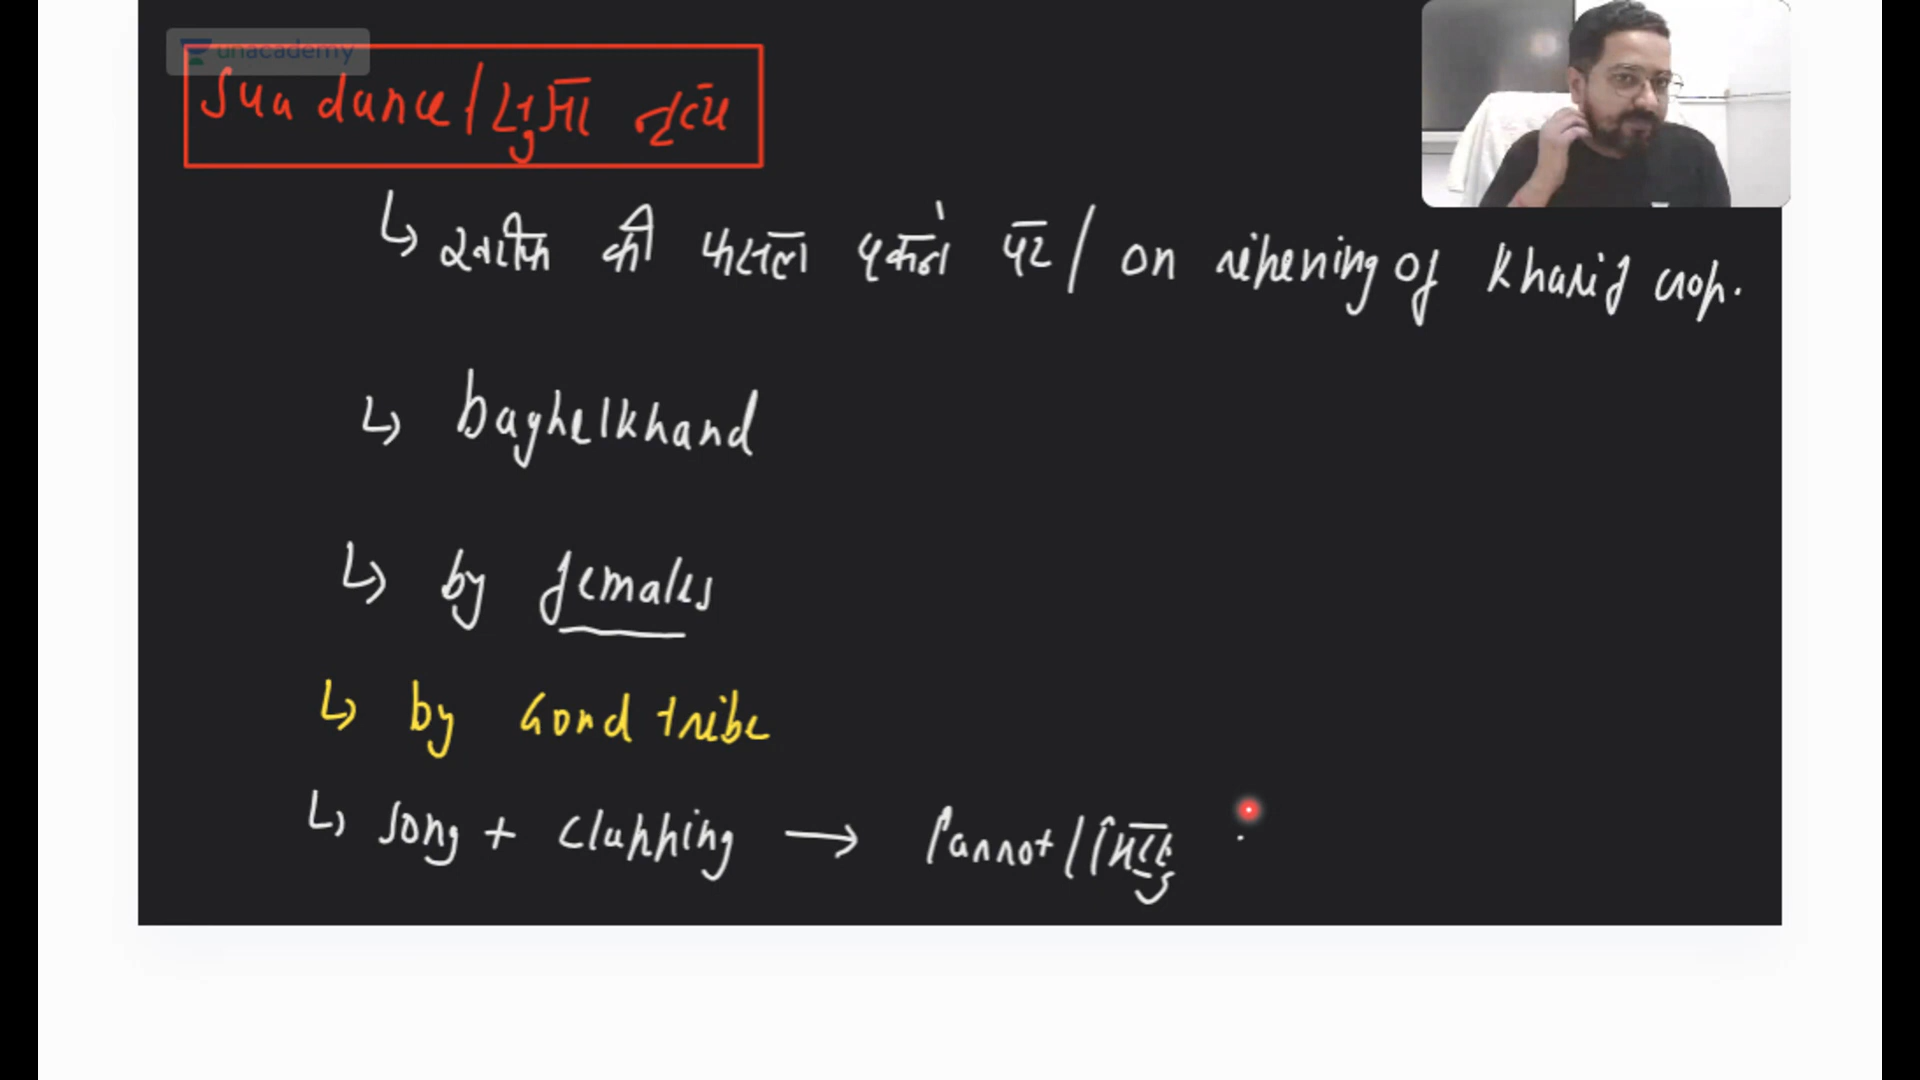 unacademy
Sua dance / सुआ नृत्य
↳ खरीफ की फसल पकने पर / on ripening of Kharif crop.
↳ baghelkhand
↳ by females
↳ by Gond tribe
↳ song + clapping → Parrot / मिट्ठू